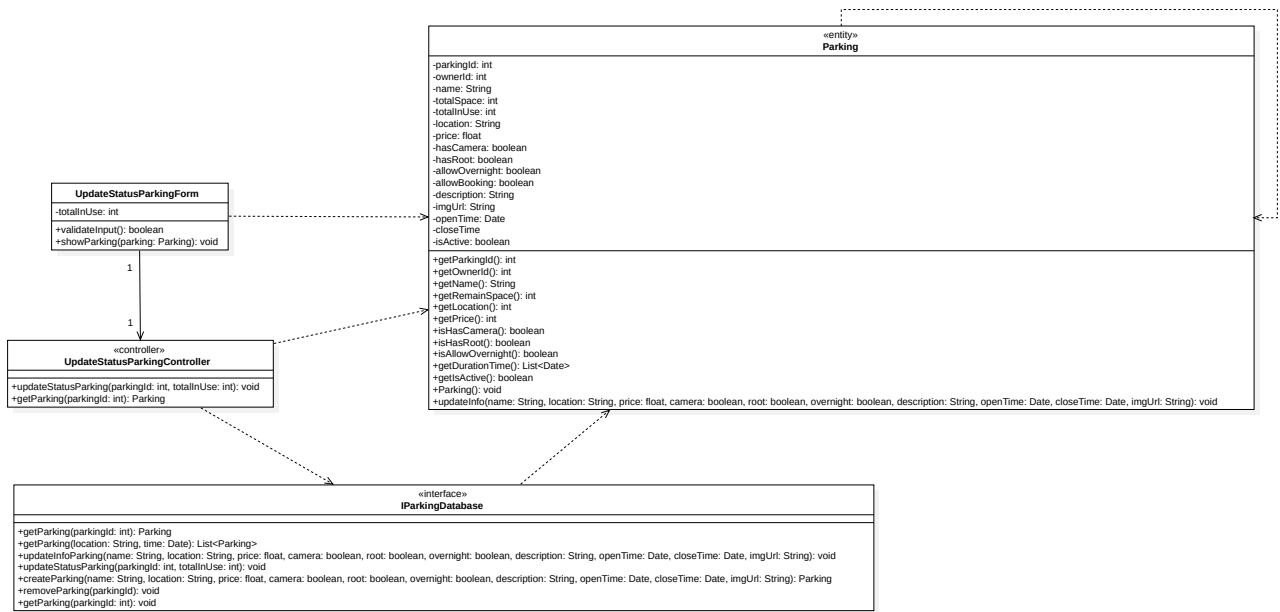 «entity»
Parking
-parkingId: int
-ownerId: int
-name: String
-totalSpace: int
-totalInUse: int
-location: String
-price: float
-hasCamera: boolean
-hasRoot: boolean
-allowOvernight: boolean
-allowBooking: boolean
-description: String
-imgUrl: String
-openTime: Date
-closeTime
-isActive: boolean
+getParkingId(): int
+getOwnerId(): int
+getName(): String
+getRemainSpace(): int
+getLocation(): int
+getPrice(): int
+isHasCamera(): boolean
+isHasRoot(): boolean
+isAllowOvernight(): boolean
+getDurationTime(): List<Date>
+getIsActive(): boolean
+Parking(): void
+updateInfo(name: String, location: String, price: float, camera: boolean, root: boolean, overnight: boolean, description: String, openTime: Date, closeTime: Date, imgUrl: String): void
UpdateStatusParkingForm
-totalInUse: int
+validateInput(): boolean
+showParking(parking: Parking): void
1
1
«controller»
UpdateStatusParkingController
+updateStatusParking(parkingId: int, totalInUse: int): void
+getParking(parkingId: int): Parking
«interface»
IParkingDatabase
+getParking(parkingId: int): Parking
+getParking(location: String, time: Date): List<Parking>
+updateInfoParking(name: String, location: String, price: float, camera: boolean, root: boolean, overnight: boolean, description: String, openTime: Date, closeTime: Date, imgUrl: String): void
+updateStatusParking(parkingId: int, totalInUse: int): void
+createParking(name: String, location: String, price: float, camera: boolean, root: boolean, overnight: boolean, description: String, openTime: Date, closeTime: Date, imgUrl: String): Parking
+removeParking(parkingId): void
+getParking(parkingId: int): void